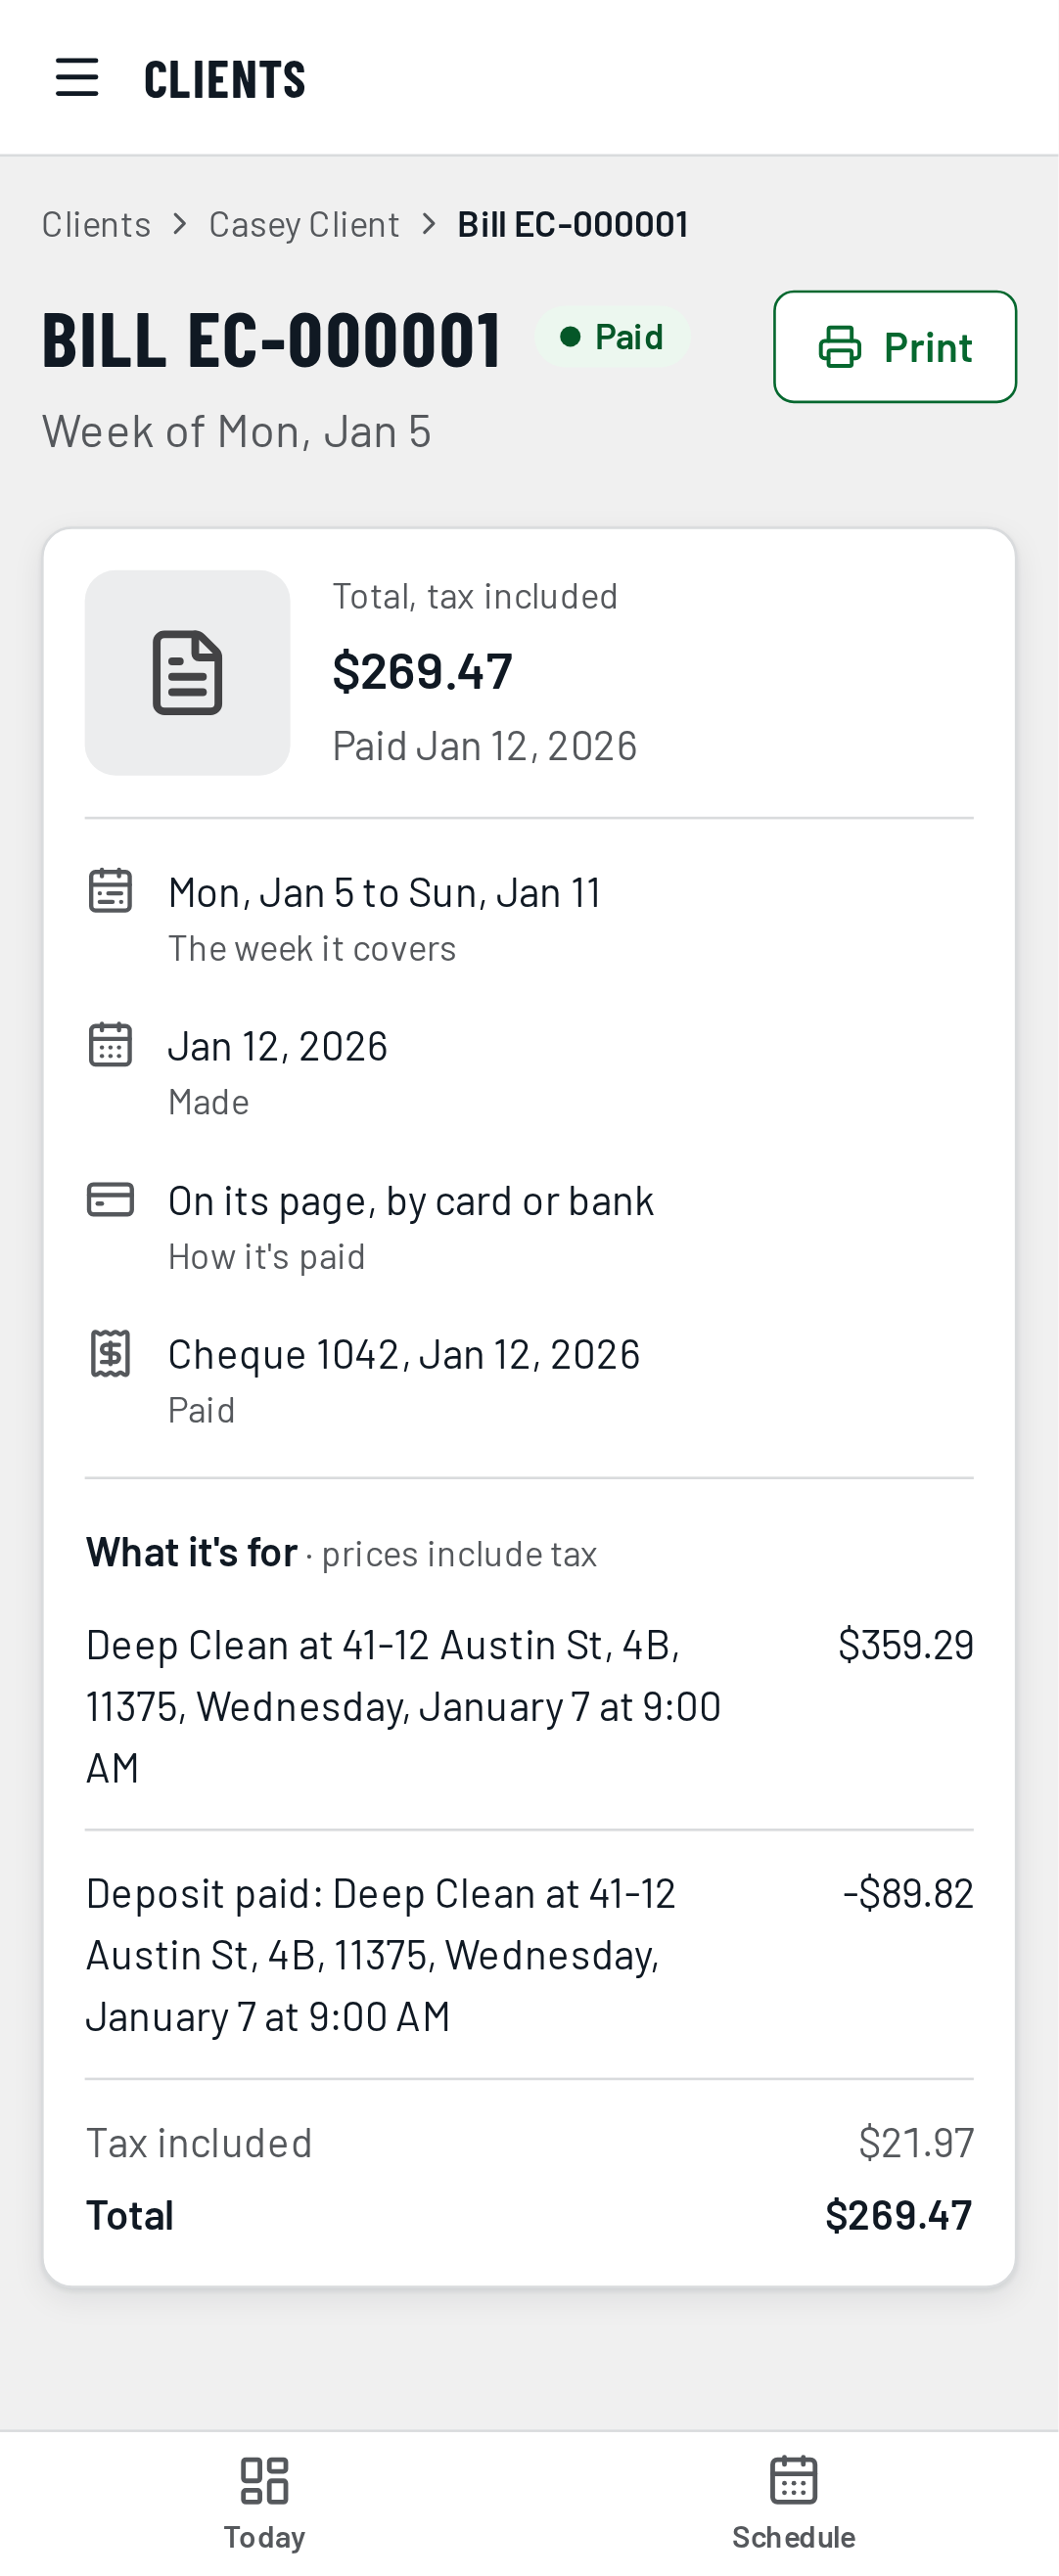 CLIENTS
Clients > Casey Client > Bill EC-000001
BILL EC-000001
Paid
Print
Week of Mon, Jan 5
Total, tax included
$269.47
Paid Jan 12, 2026
Mon, Jan 5 to Sun, Jan 11
The week it covers
Jan 12, 2026
Made
On its page, by card or bank
How it's paid
Cheque 1042, Jan 12, 2026
Paid
What it's for · prices include tax
Deep Clean at 41-12 Austin St, 4B, $359.29
11375, Wednesday, January 7 at 9:00
AM
Deposit paid: Deep Clean at 41-12 -$89.82
Austin St, 4B, 11375, Wednesday,
January 7 at 9:00 AM
Tax included $21.97
Total $269.47
Today Schedule